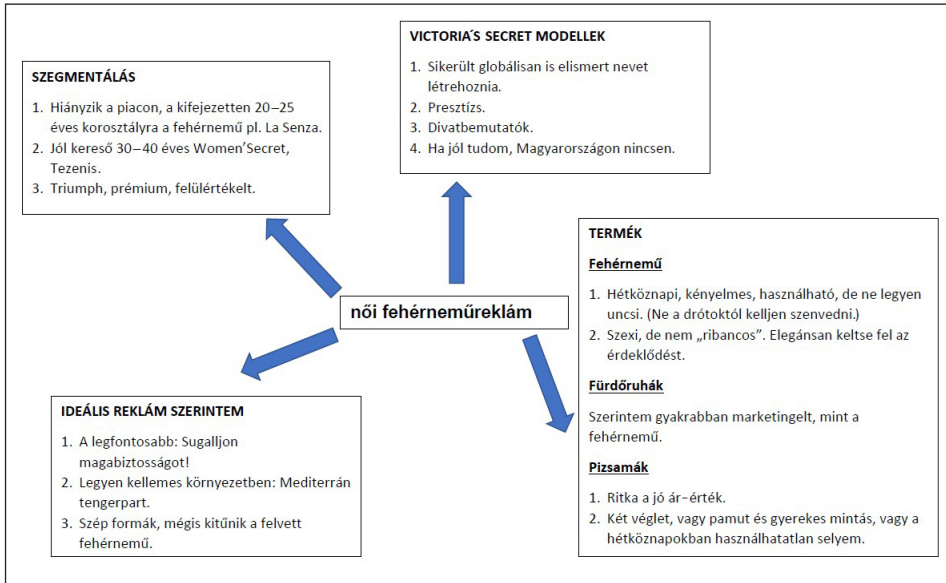 SZEGMENTÁLÁS
1. Hiányzik a piacon, a kifejezetten 20–25
éves korosztályra a fehérnemű pl. La Senza.
2. Jól kereső 30–40 éves Women'Secret,
Tezenis.
3. Triumph, prémium, felülértékelt.
VICTORIA´S SECRET MODELLEK
1. Sikerült globálisan is elismert nevet
létrehoznia.
2. Presztízs.
3. Divatbemutatók.
4. Ha jól tudom, Magyarországon nincsen.
női fehérneműreklám
TERMÉK
Fehérnemű
1. Hétköznapi, kényelmes, használható, de ne legyen
uncsi. (Ne a drótoktól kelljen szenvedni.)
2. Szexi, de nem „ribancos”. Elegánsan keltse fel az
érdeklődést.
Fürdőruhák
Szerintem gyakrabban marketingelt, mint a
fehérnemű.
Pizsamák
1. Ritka a jó ár–érték.
2. Két véglet, vagy pamut és gyerekes mintás, vagy a
hétköznapokban használhatatlan selyem.
IDEÁLIS REKLÁM SZERINTEM
1. A legfontosabb: Sugalljon
magabiztosságot!
2. Legyen kellemes környezetben: Mediterrán
tengerpart.
3. Szép formák, mégis kitűnik a felvett
fehérnemű.